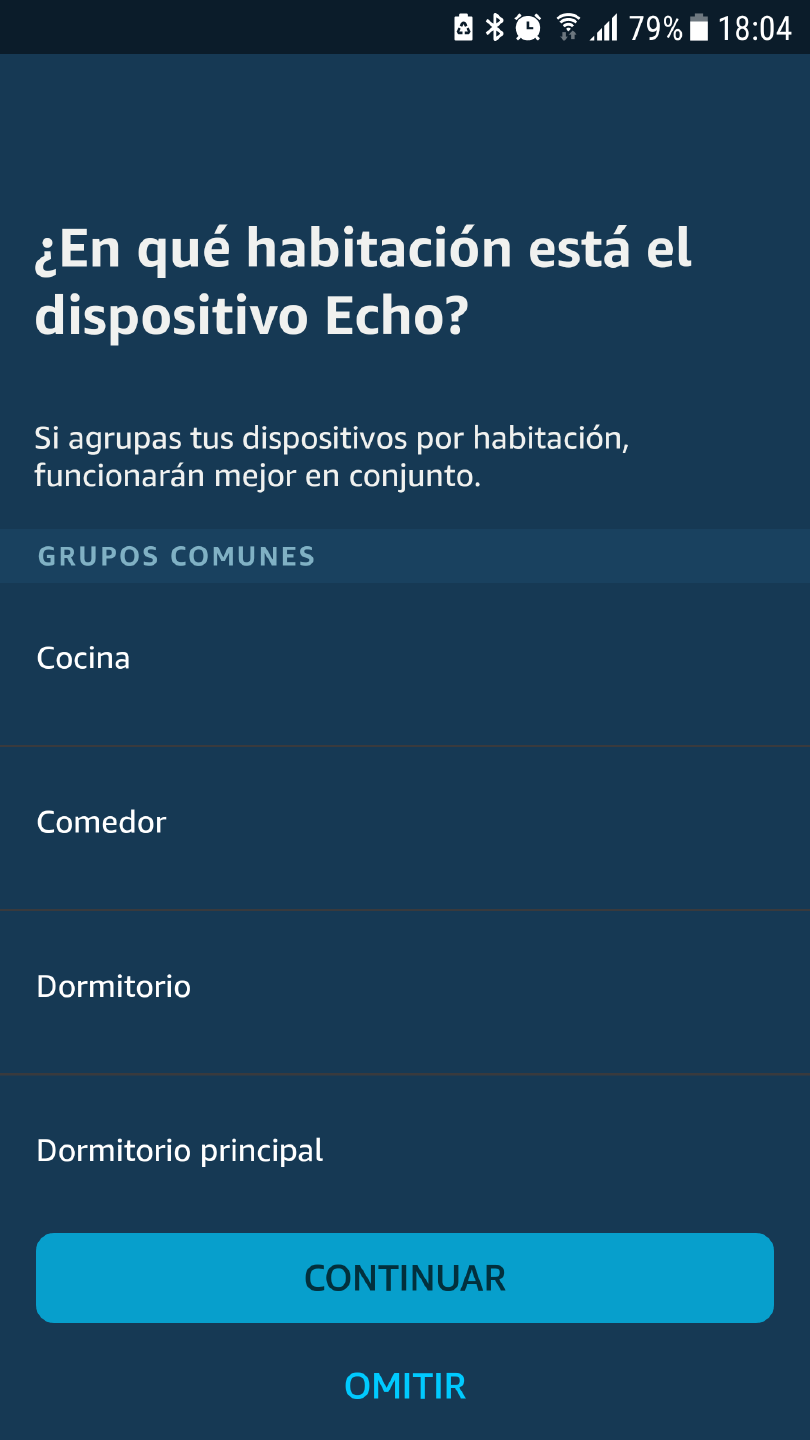 79% 18:04
¿En qué habitación está el
dispositivo Echo?
Si agrupas tus dispositivos por habitación,
funcionarán mejor en conjunto.
GRUPOS COMUNES
Cocina
Comedor
Dormitorio
Dormitorio principal
CONTINUAR
OMITIR